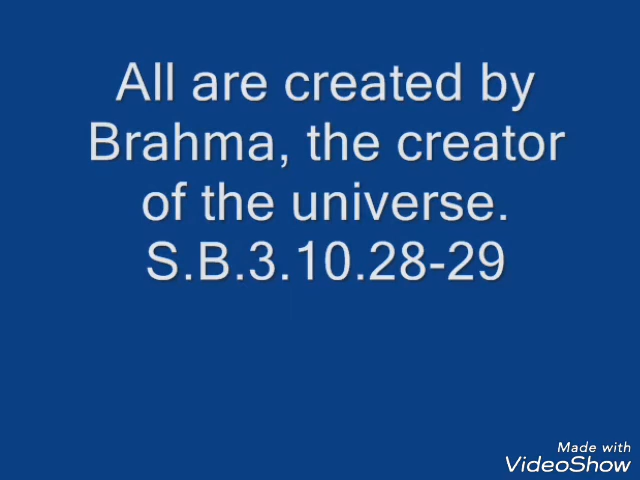 All are created by
Brahma, the creator
of the universe.
S.B.3.10.28-29
Made with
VideoShow